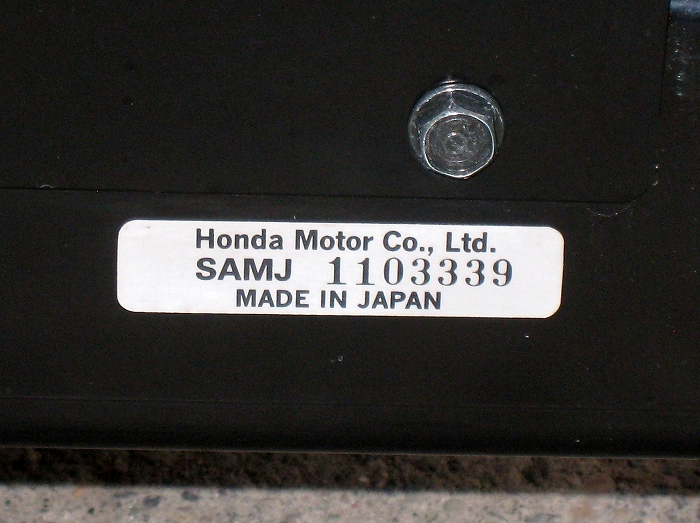 Honda Motor Co., Ltd.
SAMJ 1103339
MADE IN JAPAN